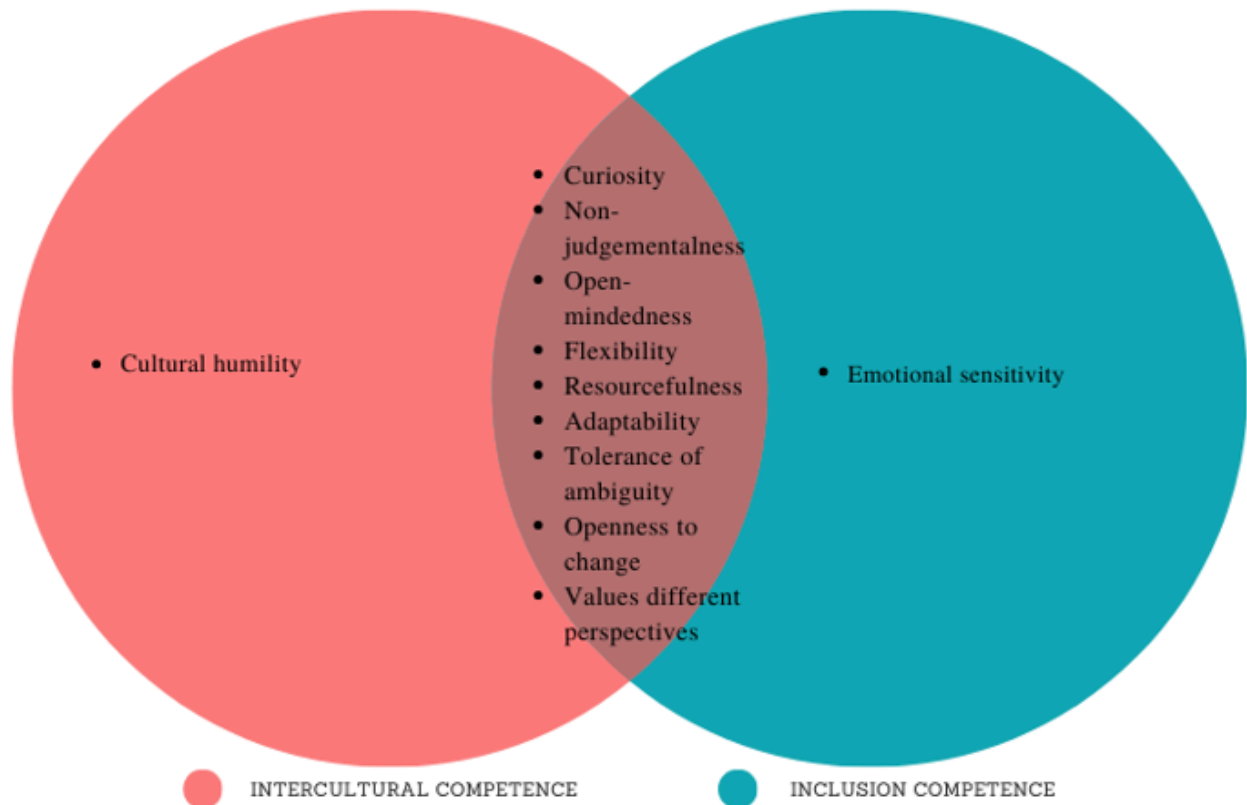 • Curiosity
• Non-
judgementalness
• Open-
mindedness
• Flexibility
• Resourcefulness
• Adaptability
• Tolerance of
ambiguity
• Openness to
change
• Values different
perspectives
• Cultural humility
• Emotional sensitivity
INTERCULTURAL COMPETENCE
INCLUSION COMPETENCE